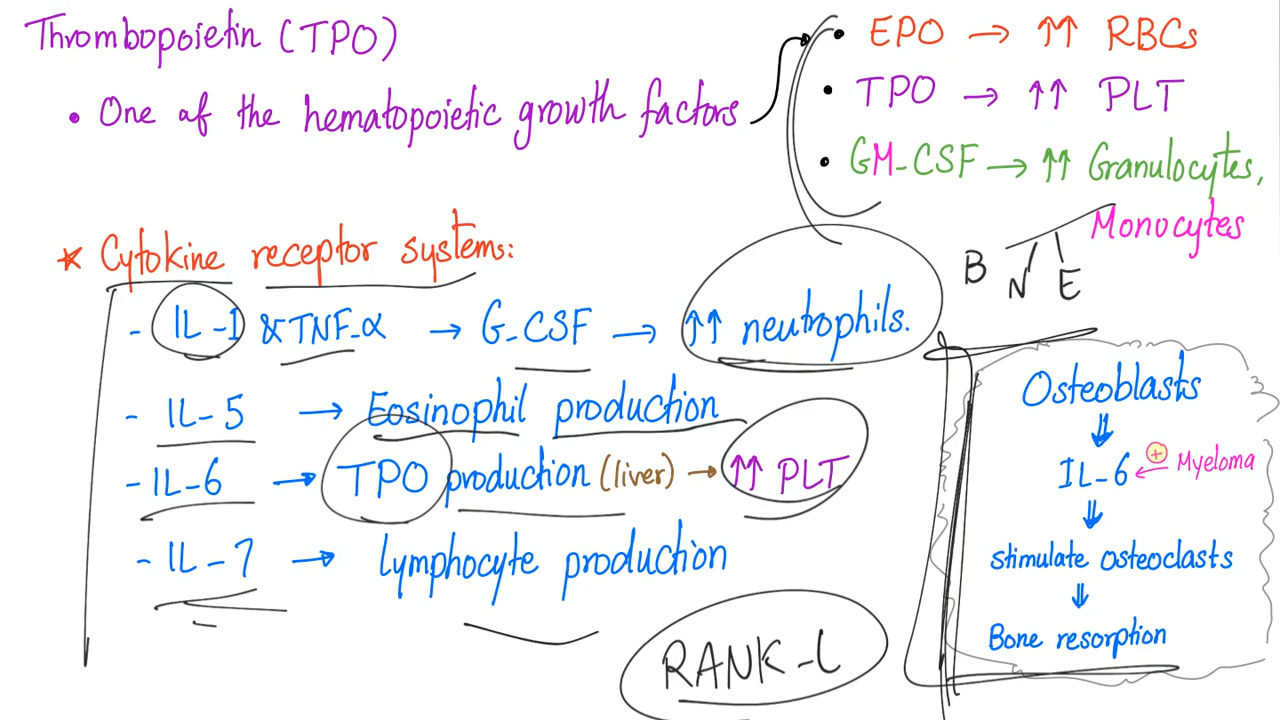 Thrombopoietin (TPO)
• One of the hematopoietic growth factors
• EPO → ↑↑ RBCs
• TPO → ↑↑ PLT
• GM-CSF → ↑↑ Granulocytes,
Monocytes
B N E
* Cytokine receptor systems:
- IL-1 & TNF-α → G-CSF → ↑↑ neutrophils.
- IL-5 → Eosinophil production
- IL-6 → TPO production (liver) → ↑↑ PLT
- IL-7 → Lymphocyte production
RANK-L
Osteoblasts
⇓
IL-6 ← ⊕ Myeloma
⇓
stimulate osteoclasts
⇓
Bone resorption